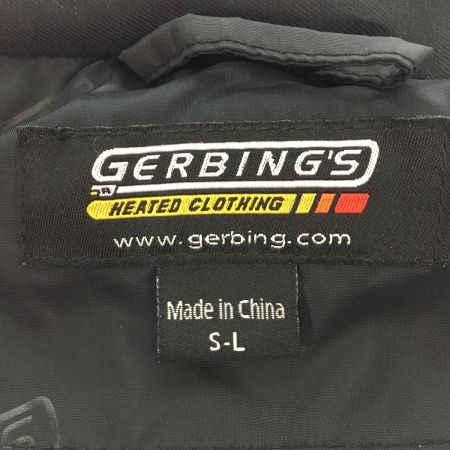 GERBING'S
HEATED CLOTHING
www.gerbing.com
Made in China
S-L